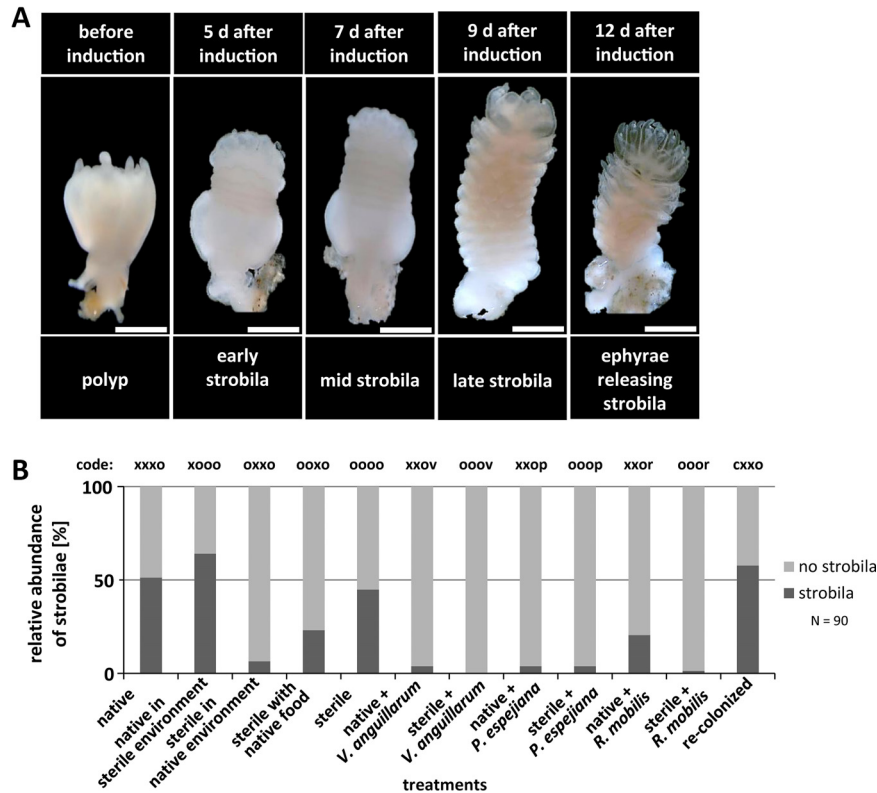 A
before
induction
5 d after
induction
7 d after
induction
9 d after
induction
12 d after
induction
polyp
early
strobila
mid strobila
late strobila
ephyrae
releasing
strobila
B
code: xxxo xooo oxxo ooxo oooo xxov ooov xxop ooop xxor ooor cxxo
relative abundance
of strobilae [%]
100
50
0
no strobila
strobila
N = 90
native
native in
sterile environment
sterile in
native environment
sterile with
native food
sterile
native +
V. anguillarum
sterile +
V. anguillarum
native +
P. espejiana
sterile +
P. espejiana
native +
R. mobilis
sterile +
R. mobilis
re-colonized
treatments